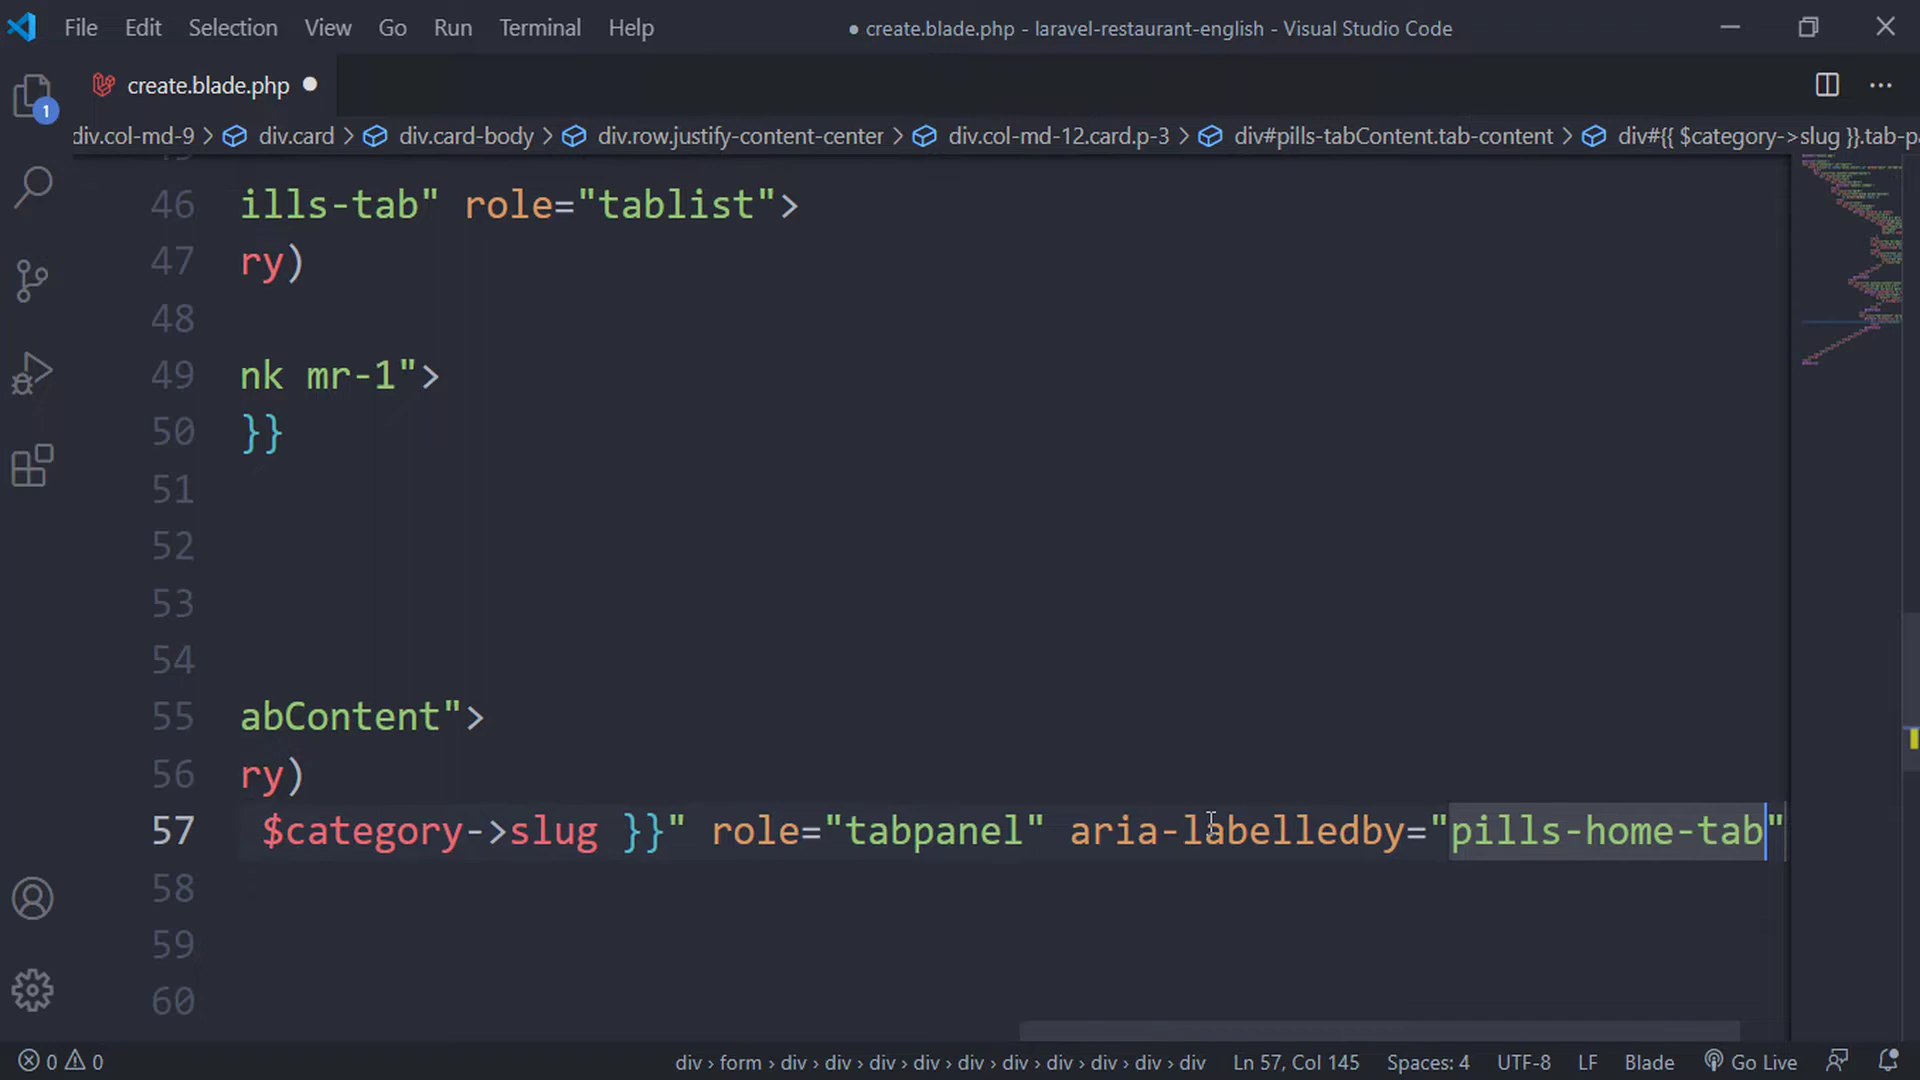 File Edit Selection View Go Run Terminal Help
● create.blade.php - laravel-restaurant-english - Visual Studio Code
create.blade.php ●
1
div.col-md-9 > div.card > div.card-body > div.row.justify-content-center > div.col-md-12.card.p-3 > div#pills-tabContent.tab-content > div#{{ $category->slug }}.tab-pa
46 ills-tab" role="tablist">
47 ry)
48
49 nk mr-1">
50 }}
51
52
53
54
55 abContent">
56 ry)
57 $category->slug }}" role="tabpanel" aria-labelledby="pills-home-tab"
58
59
60
0 0 div › form › div › div › div › div › div › div › div › div › div › div Ln 57, Col 145 Spaces: 4 UTF-8 LF Blade Go Live